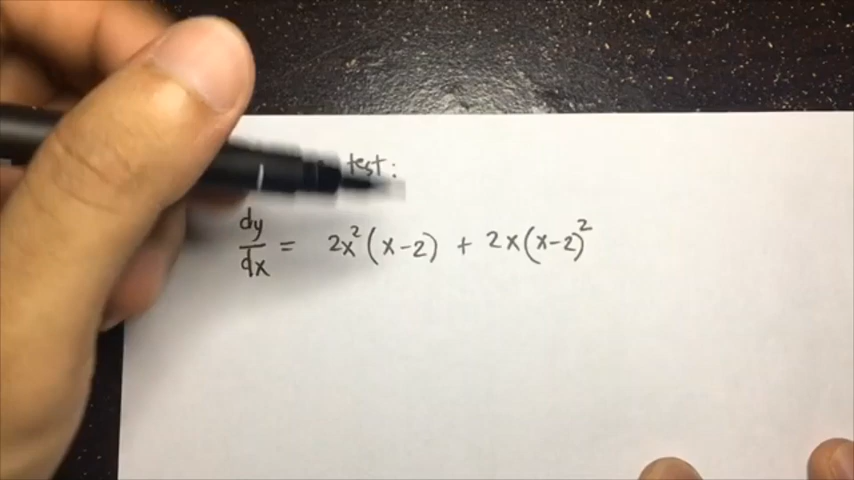 test:
dy/dx = 2x²(x-2) + 2x(x-2)²